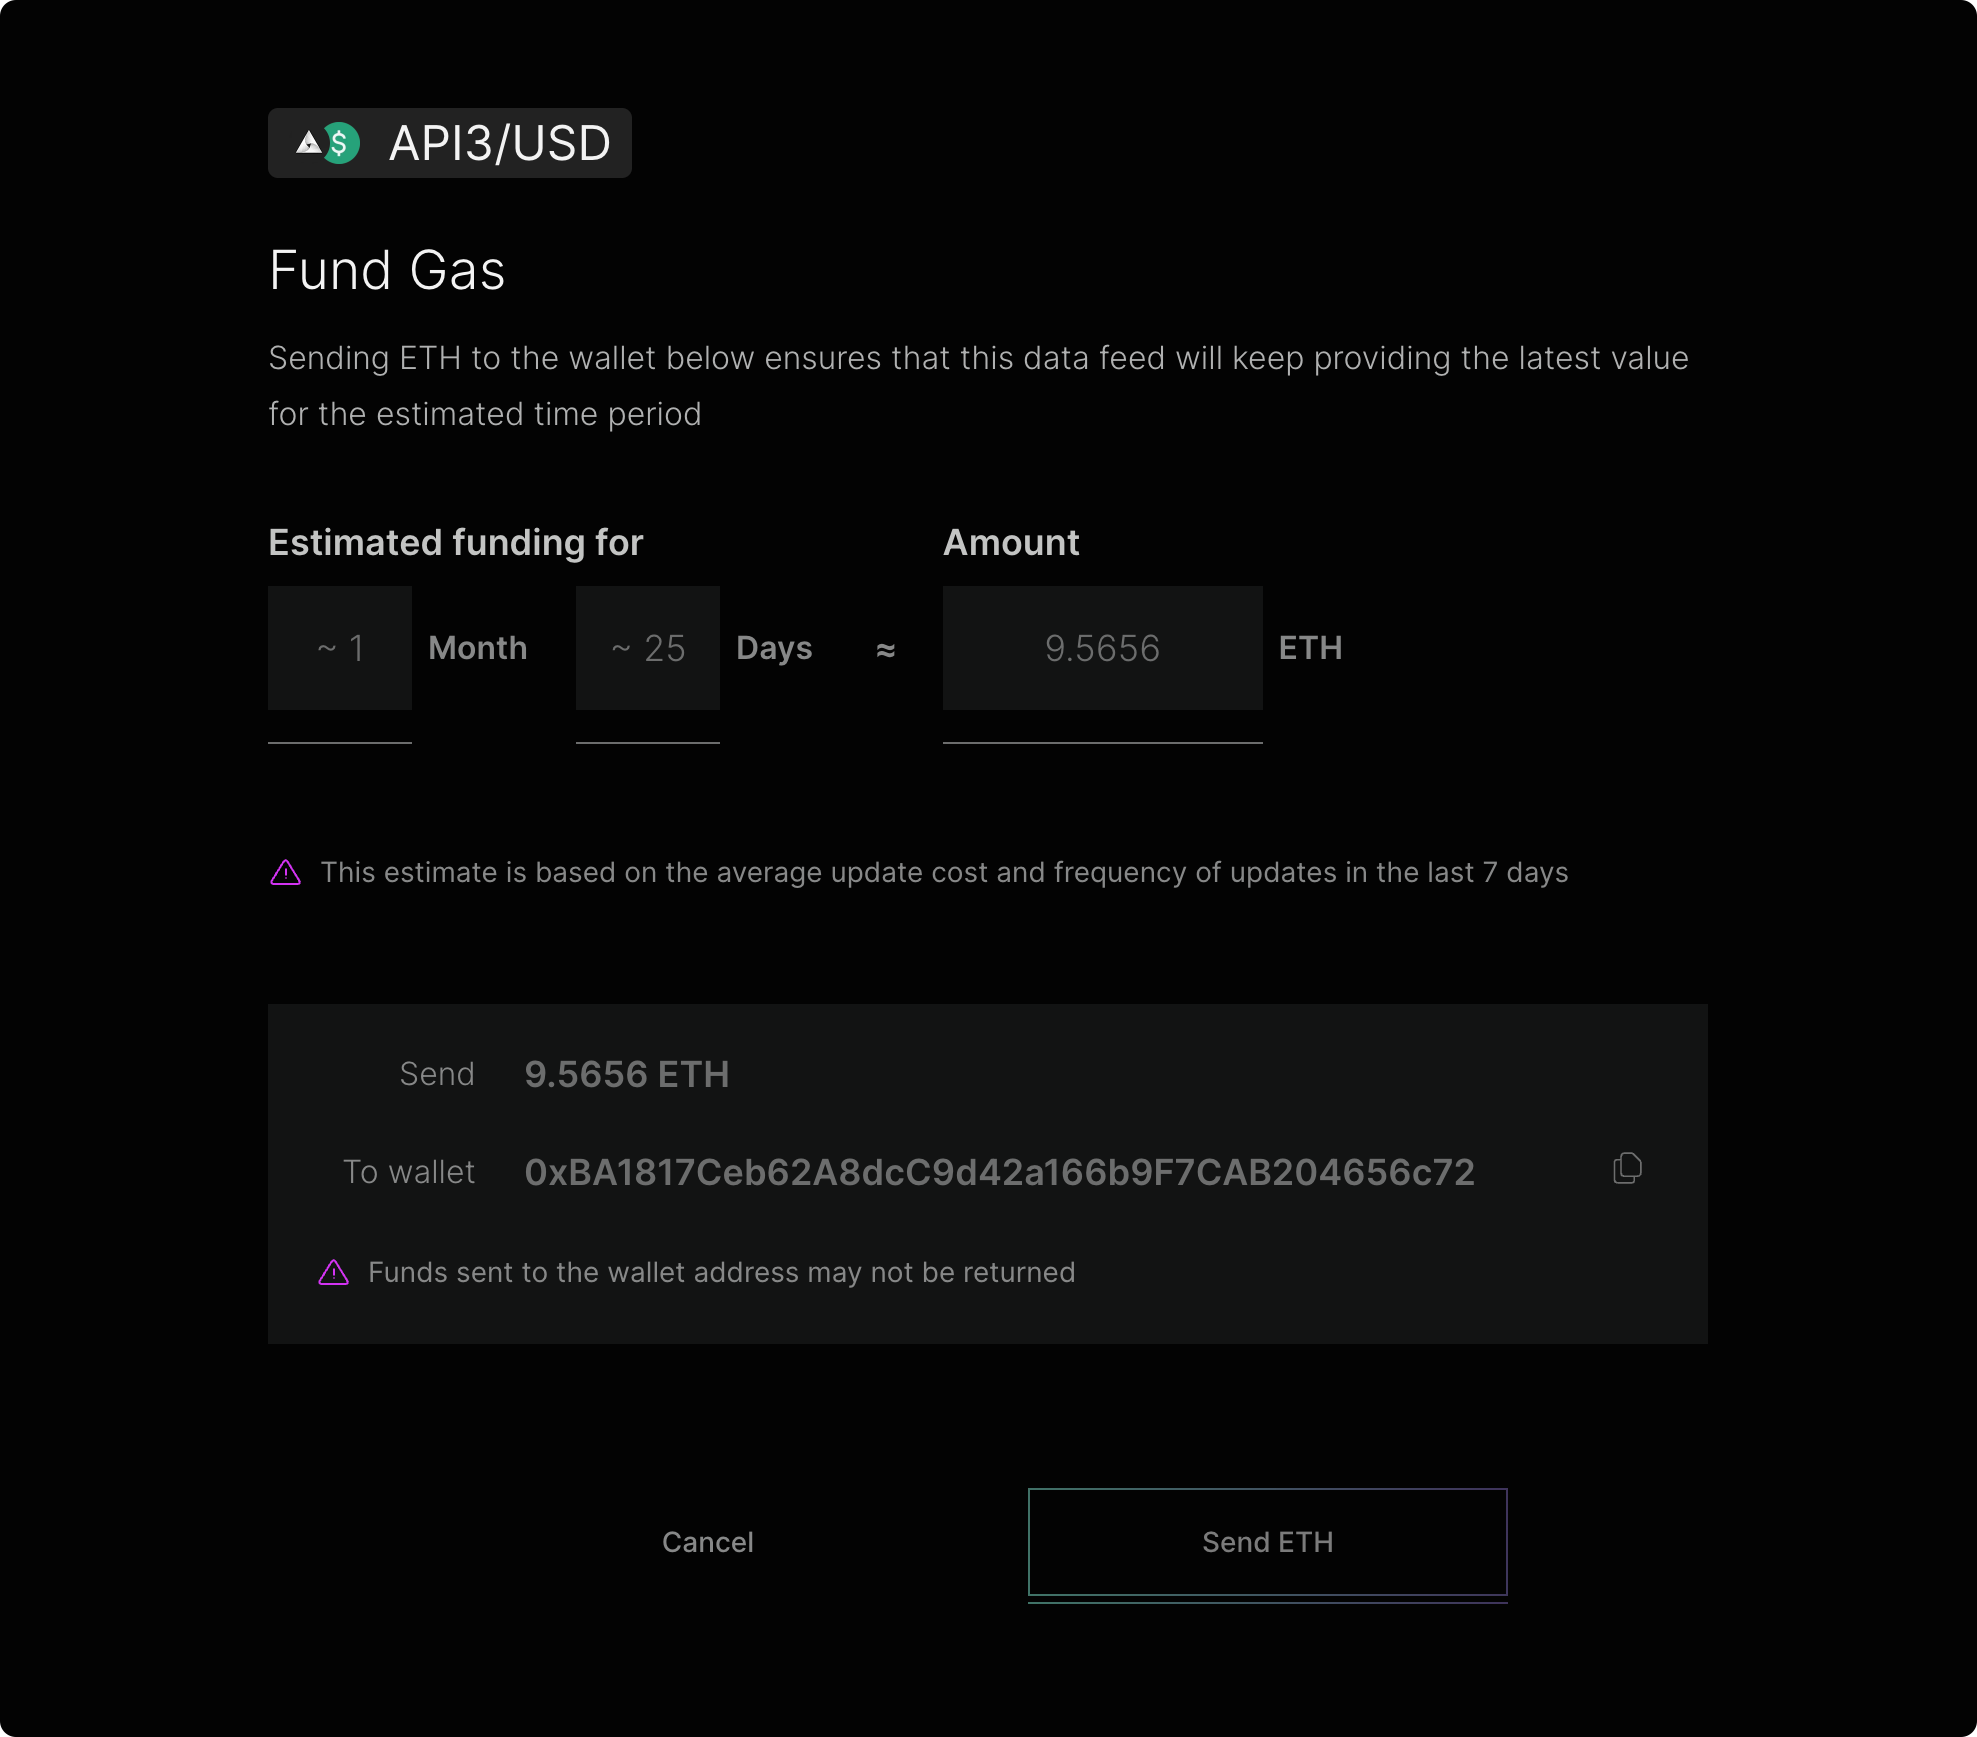 API3/USD
Fund Gas
Sending ETH to the wallet below ensures that this data feed will keep providing the latest value
for the estimated time period
Estimated funding for
Amount
~ 1 Month ~ 25 Days ≈ 9.5656 ETH
This estimate is based on the average update cost and frequency of updates in the last 7 days
Send 9.5656 ETH
To wallet 0xBA1817Ceb62A8dcC9d42a166b9F7CAB204656c72
Funds sent to the wallet address may not be returned
Cancel
Send ETH